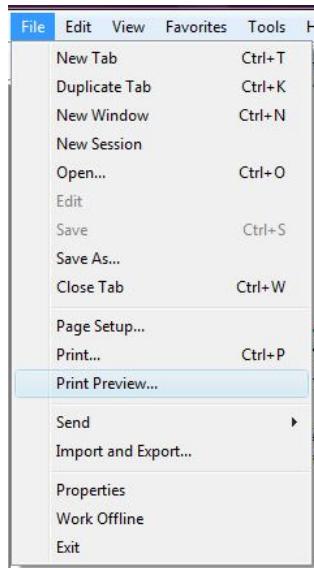 File Edit View Favorites Tools
New Tab Ctrl+T
Duplicate Tab Ctrl+K
New Window Ctrl+N
New Session
Open... Ctrl+O
Edit
Save Ctrl+S
Save As...
Close Tab Ctrl+W
Page Setup...
Print... Ctrl+P
Print Preview...
Send
Import and Export...
Properties
Work Offline
Exit